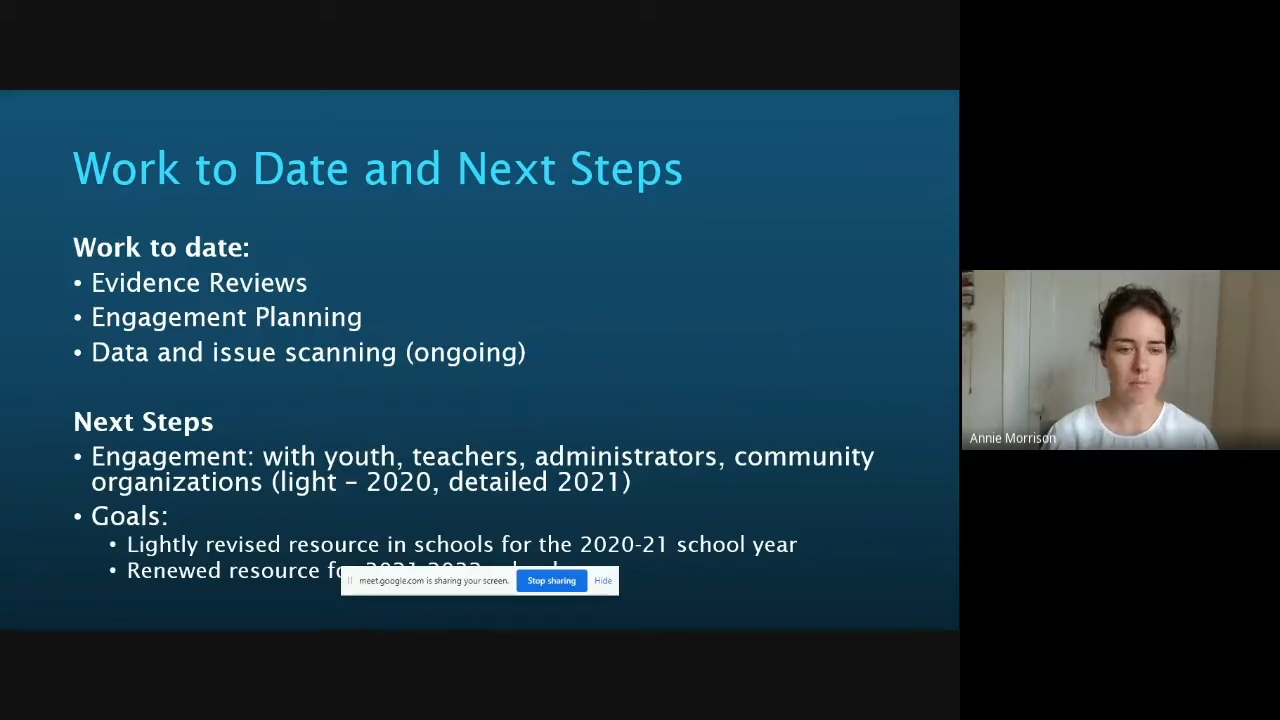 Work to Date and Next Steps
Work to date:
• Evidence Reviews
• Engagement Planning
• Data and issue scanning (ongoing)
Next Steps
• Engagement: with youth, teachers, administrators, community
organizations (light – 2020, detailed 2021)
• Goals:
• Lightly revised resource in schools for the 2020-21 school year
• Renewed resource
meet.google.com is sharing your screen. Stop sharing Hide
Annie Morrison